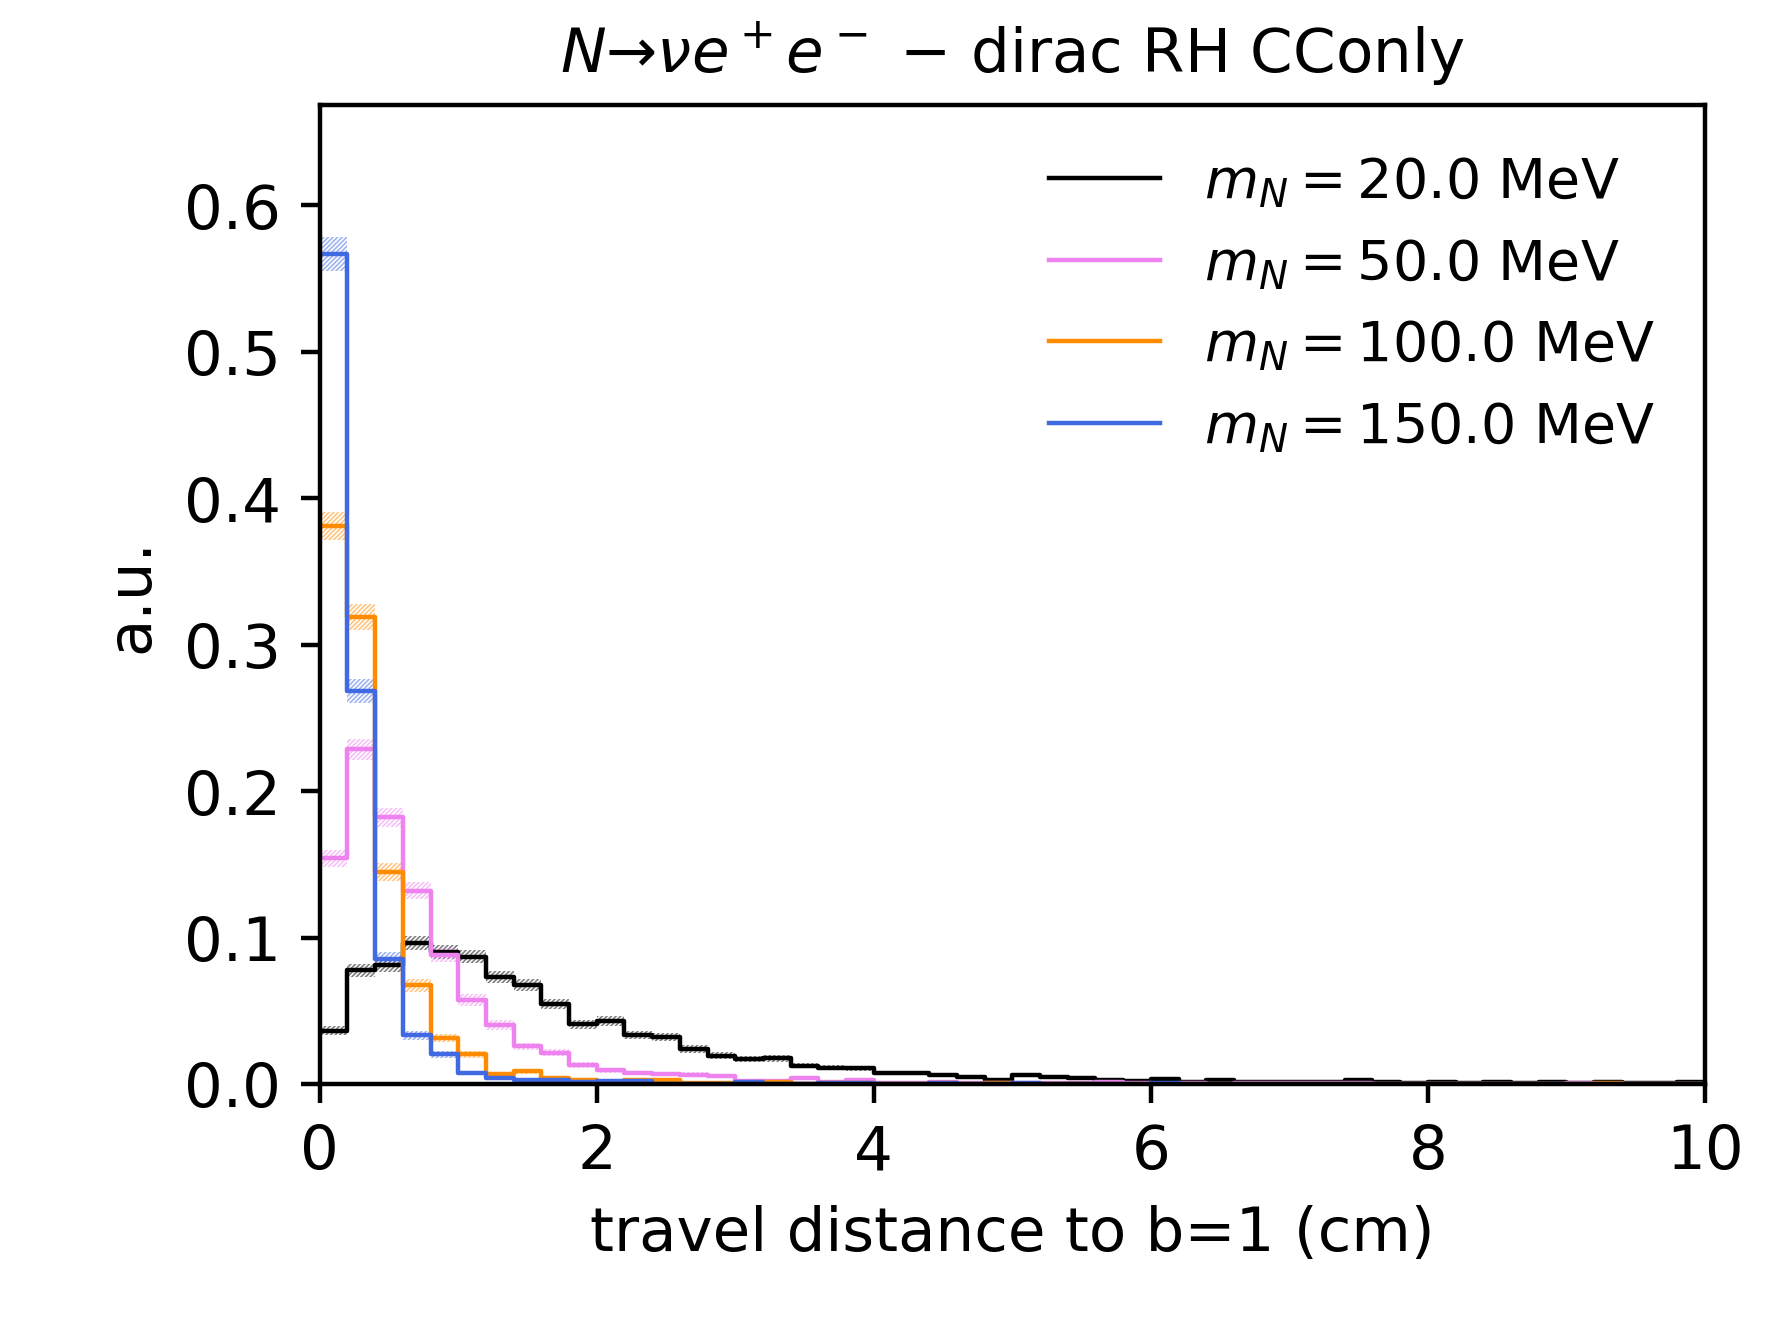 N→νe⁺e⁻ − dirac RH CConly
m_N = 20.0 MeV
m_N = 50.0 MeV
m_N = 100.0 MeV
m_N = 150.0 MeV
a.u.
0.6
0.5
0.4
0.3
0.2
0.1
0.0
0 2 4 6 8 10
travel distance to b=1 (cm)